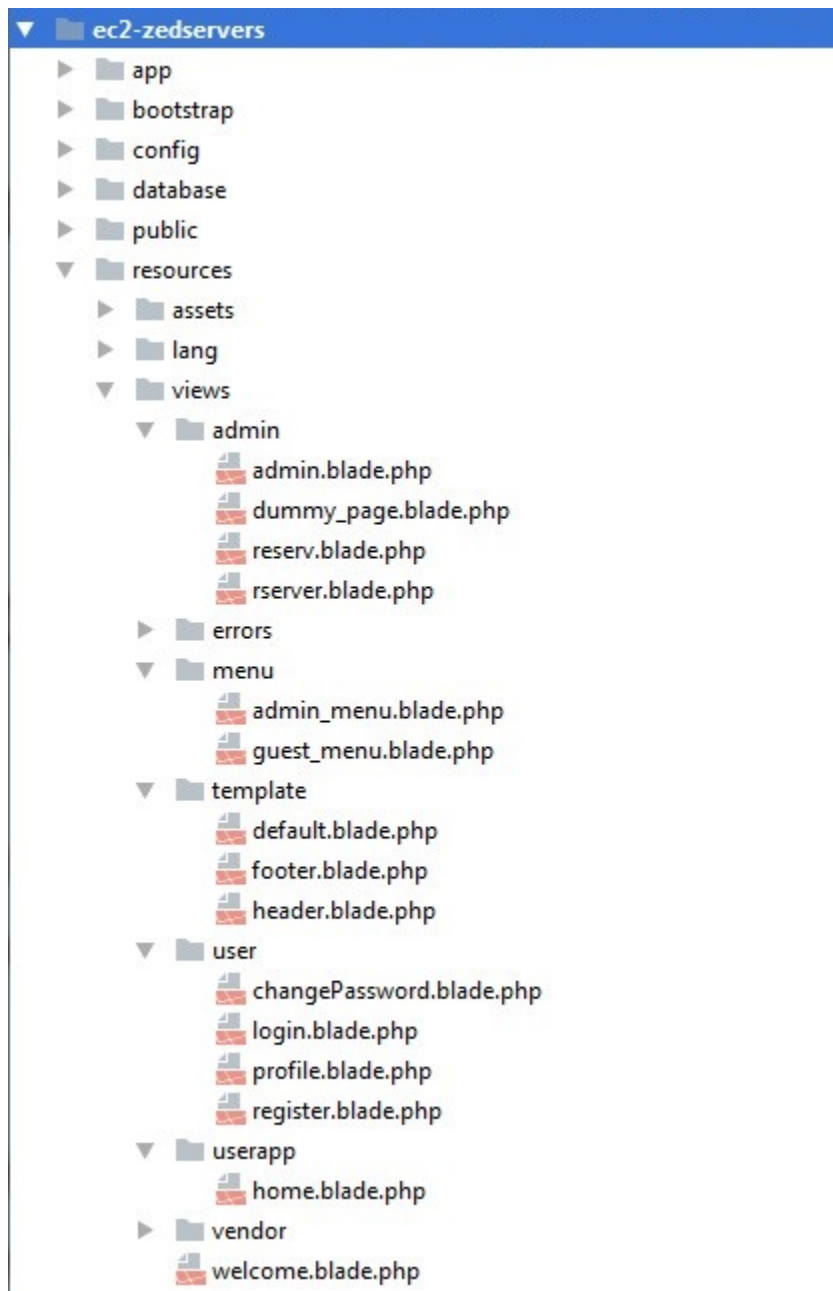 ec2-zedservers
app
bootstrap
config
database
public
resources
assets
lang
views
admin
admin.blade.php
dummy_page.blade.php
reserv.blade.php
rserver.blade.php
errors
menu
admin_menu.blade.php
guest_menu.blade.php
template
default.blade.php
footer.blade.php
header.blade.php
user
changePassword.blade.php
login.blade.php
profile.blade.php
register.blade.php
userapp
home.blade.php
vendor
welcome.blade.php